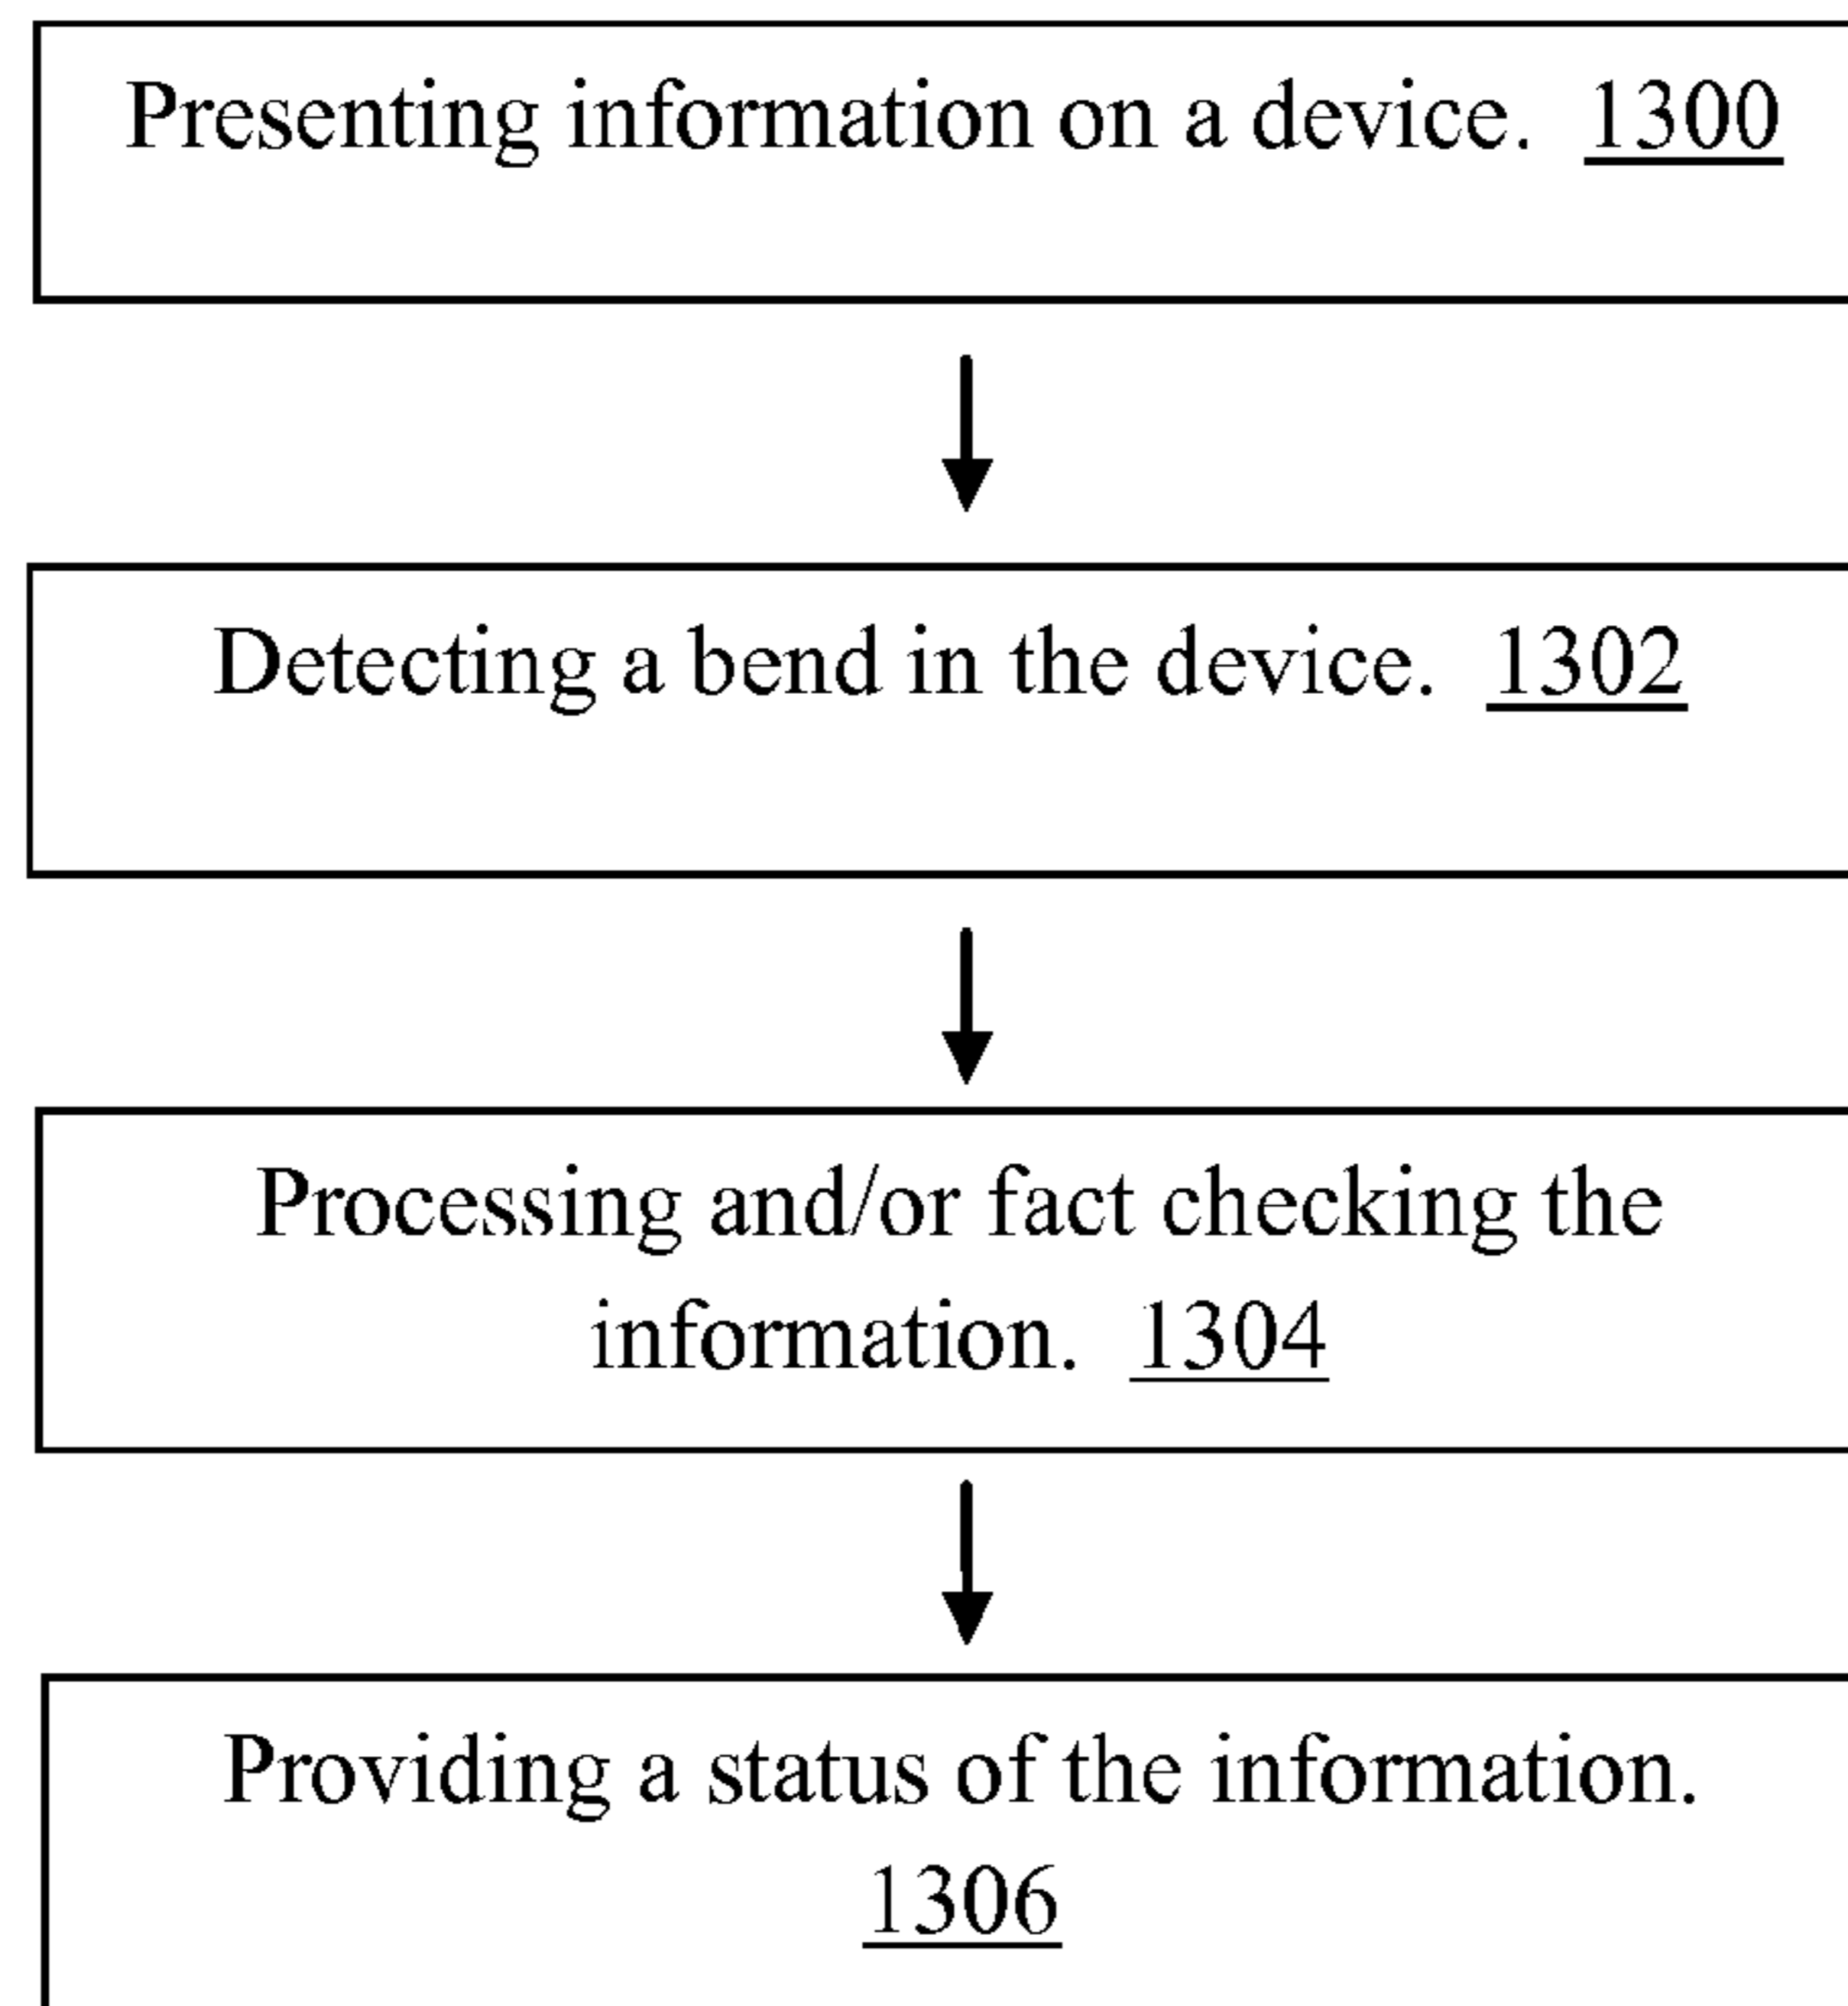 Presenting information on a device. 1300
Detecting a bend in the device. 1302
Processing and/or fact checking the
information. 1304
Providing a status of the information.
1306